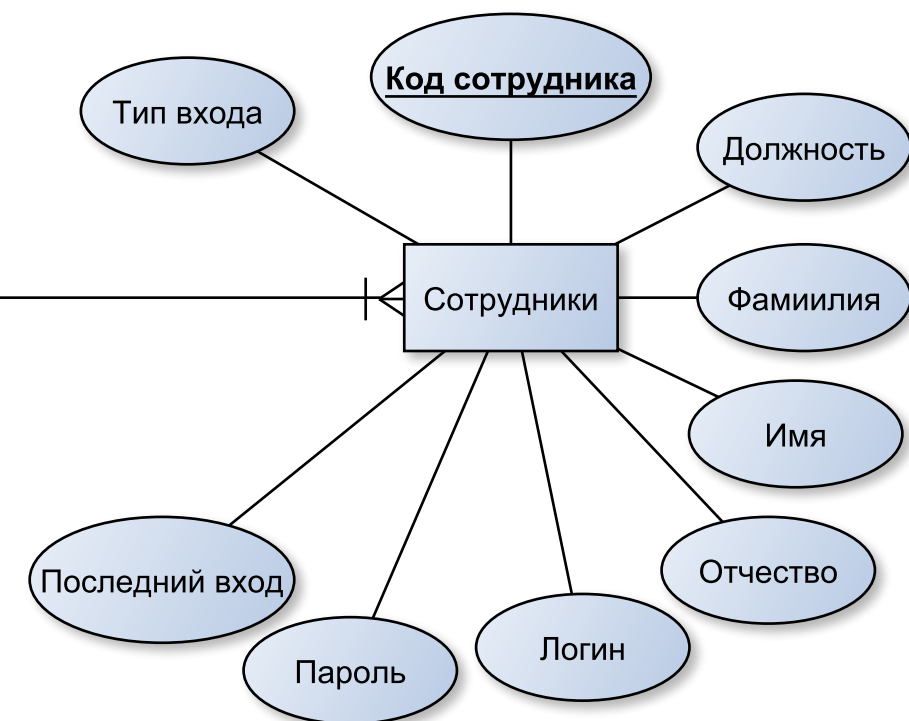 Код сотрудника
Тип входа
Должность
Сотрудники
Фамиилия
Имя
Отчество
Последний вход
Логин
Пароль